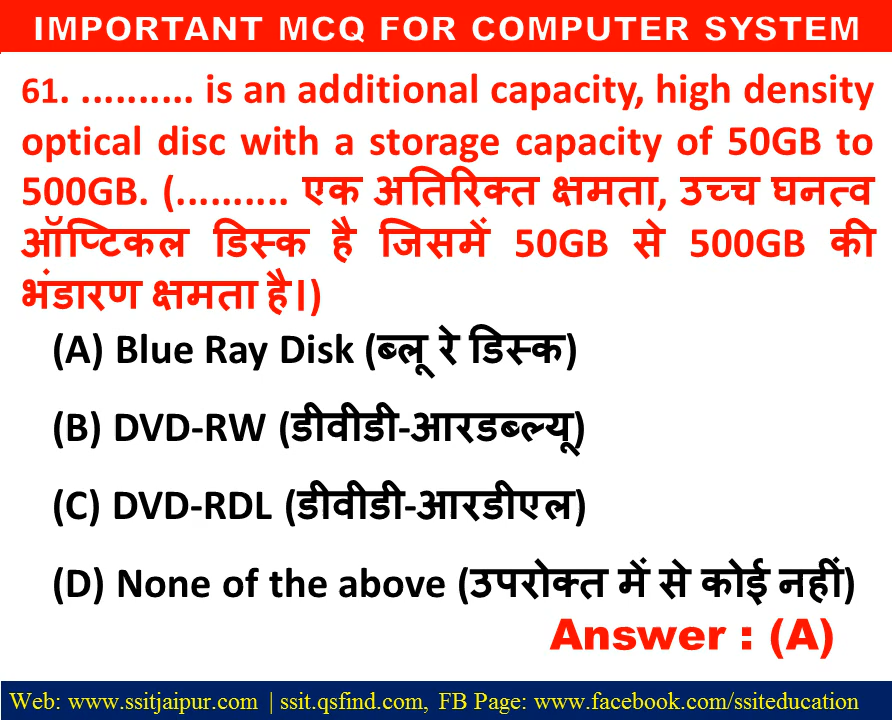 IMPORTANT MCQ FOR COMPUTER SYSTEM
61. .......... is an additional capacity, high density
optical disc with a storage capacity of 50GB to
500GB. (.......... एक अतिरिक्त क्षमता, उच्च घनत्व
ऑप्टिकल डिस्क है जिसमें 50GB से 500GB की
भंडारण क्षमता है।)
(A) Blue Ray Disk (ब्लू रे डिस्क)
(B) DVD-RW (डीवीडी-आरडब्ल्यू)
(C) DVD-RDL (डीवीडी-आरडीएल)
(D) None of the above (उपरोक्त में से कोई नहीं)
Answer : (A)
Web: www.ssitjaipur.com | ssit.qsfind.com, FB Page: www.facebook.com/ssiteducation